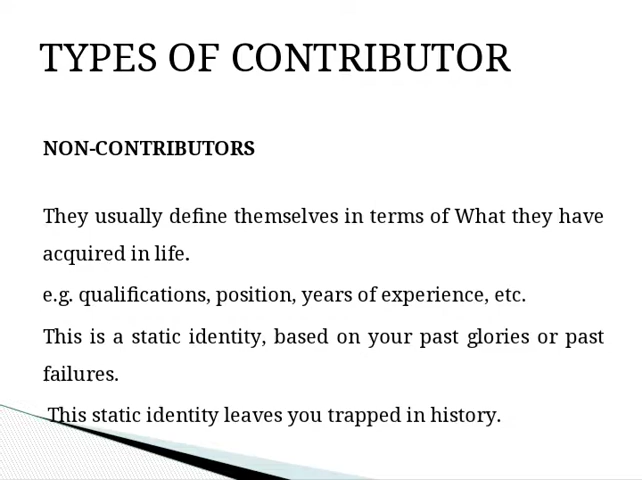 TYPES OF CONTRIBUTOR
NON-CONTRIBUTORS
They usually define themselves in terms of What they have
acquired in life.
e.g. qualifications, position, years of experience, etc.
This is a static identity, based on your past glories or past
failures.
This static identity leaves you trapped in history.